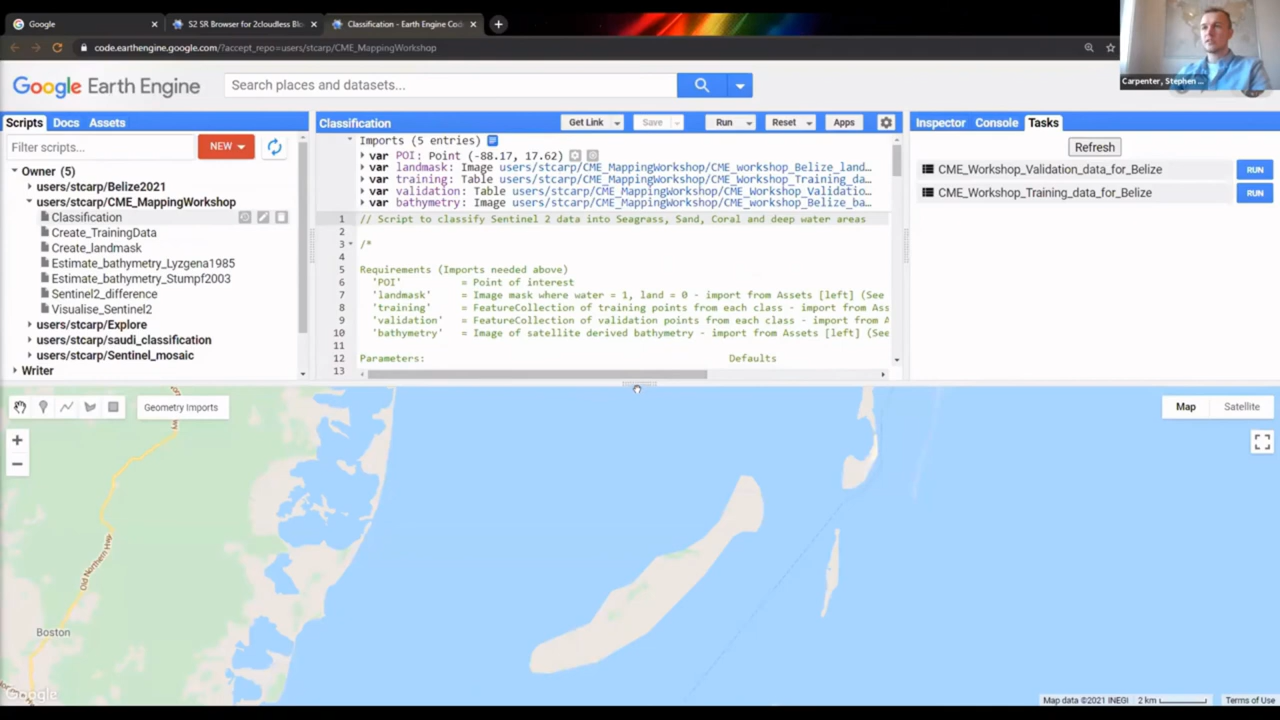 Google
S2 SR Browser for 2cloudless Blo
Classification - Earth Engine Cod
code.earthengine.google.com/?accept_repo=users/stcarp/CME_MappingWorkshop
Carpenter, Stephen ...
Google Earth Engine
Search places and datasets...
Scripts Docs Assets
Filter scripts...
NEW
Owner (5)
users/stcarp/Belize2021
users/stcarp/CME_MappingWorkshop
Classification
Create_TrainingData
Create_landmask
Estimate_bathymetry_Lyzgena1985
Estimate_bathymetry_Stumpf2003
Sentinel2_difference
Visualise_Sentinel2
users/stcarp/Explore
users/stcarp/saudi_classification
users/stcarp/Sentinel_mosaic
Writer
Classification
Get Link Save Run Reset Apps
Imports (5 entries)
var POI: Point (-88.17, 17.62)
var landmask: Image users/stcarp/CME_MappingWorkshop/CME_workshop_Belize_land…
var training: Table users/stcarp/CME_MappingWorkshop/CME_Workshop_Training_da…
var validation: Table users/stcarp/CME_MappingWorkshop/CME_Workshop_Validatio…
var bathymetry: Image users/stcarp/CME_MappingWorkshop/CME_workshop_Belize_ba…
1 // Script to classify Sentinel 2 data into Seagrass, Sand, Coral and deep water areas
2
3 /*
4
5 Requirements (Imports needed above)
6 'POI' = Point of interest
7 'landmask' = Image mask where water = 1, land = 0 - import from Assets [left] (See
8 'training' = FeatureCollection of training points from each class - import from Ass
9 'validation' = FeatureCollection of validation points from each class - import from A
10 'bathymetry' = Image of satellite derived bathymetry - import from Assets [left] (See
11
12 Parameters: Defaults
13
Inspector Console Tasks
Refresh
CME_Workshop_Validation_data_for_Belize RUN
CME_Workshop_Training_data_for_Belize RUN
Geometry Imports
Map Satellite
+
−
Old Northern Hwy
Boston
Google
Map data ©2021 INEGI 2 km Terms of Use